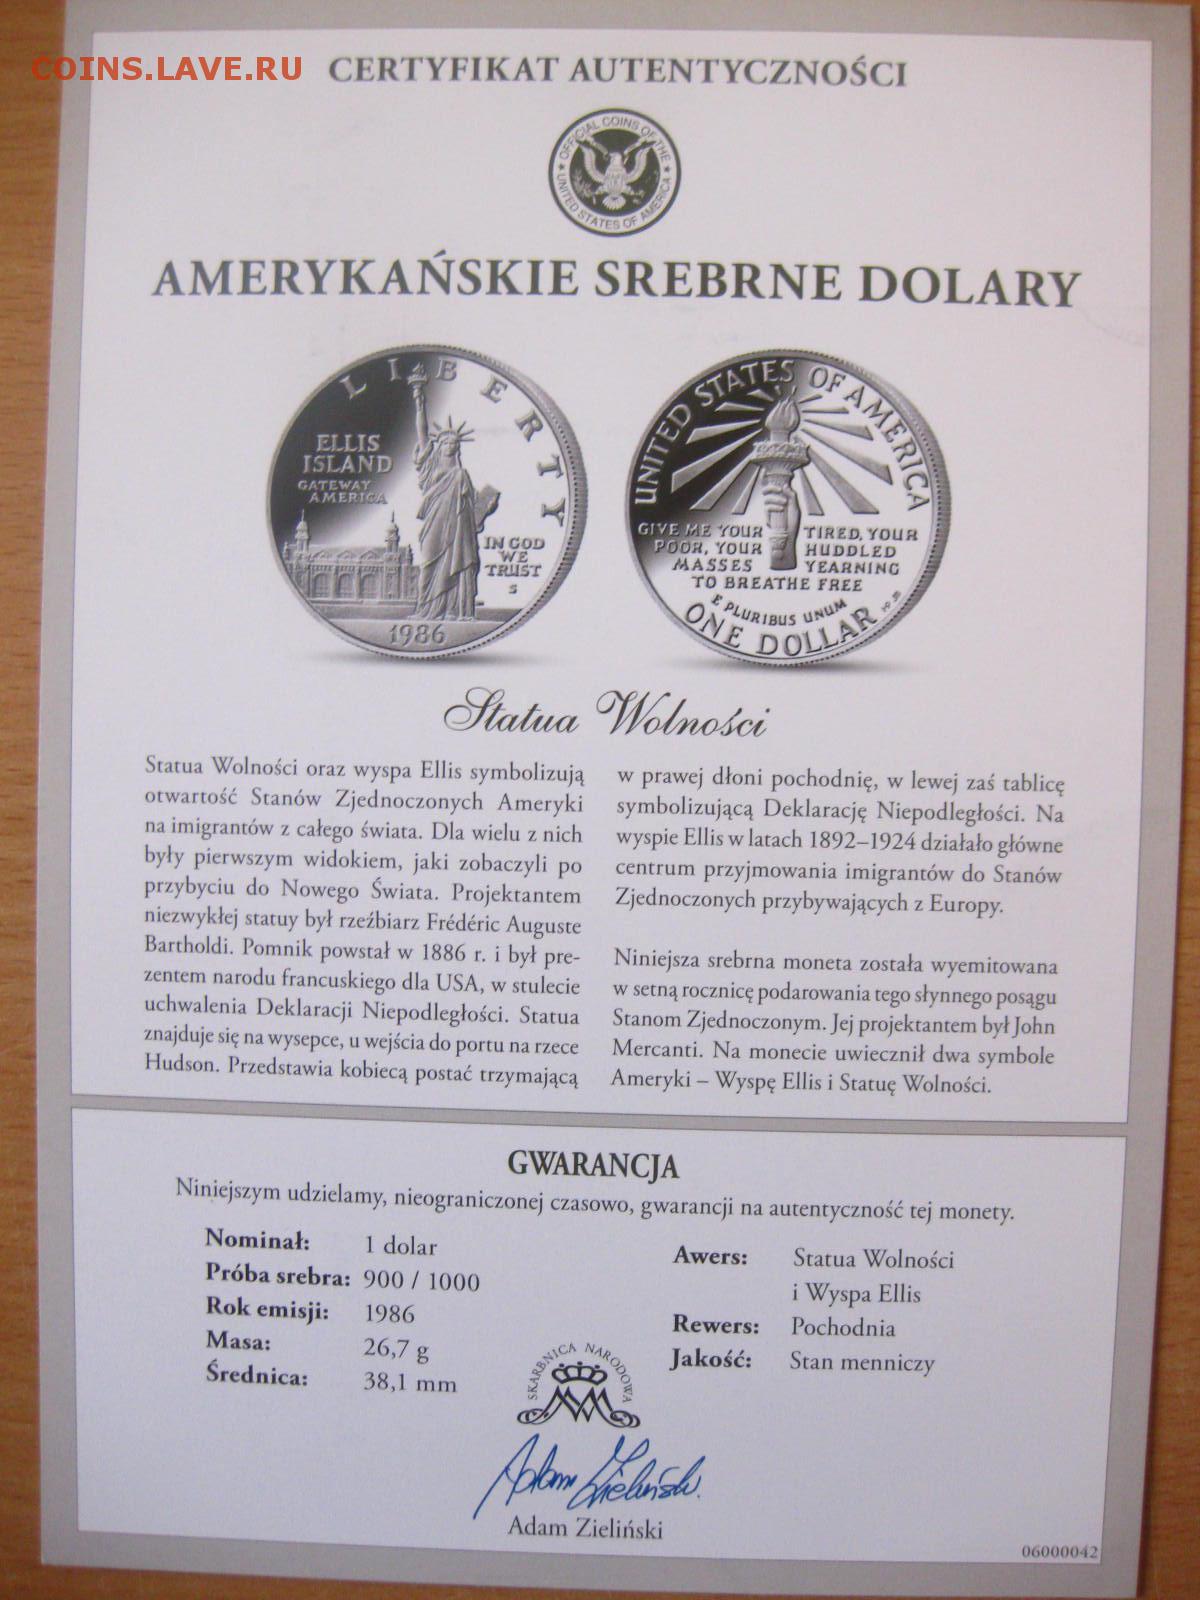 COINS.LAVE.RU
CERTYFIKAT AUTENTYCZNOŚCI
OFFICIAL COINS OF THE
UNITED STATES OF AMERICA
AMERYKAŃSKIE SREBRNE DOLARY
LIBERTY
ELLIS
ISLAND
GATEWAY
AMERICA
IN GOD
WE
TRUST
S
1986
UNITED STATES OF AMERICA
GIVE ME YOUR TIRED, YOUR
POOR, YOUR HUDDLED
MASSES YEARNING
TO BREATHE FREE
E PLURIBUS UNUM
ONE DOLLAR
Statua Wolności
Statua Wolności oraz wyspa Ellis symbolizują
otwartość Stanów Zjednoczonych Ameryki
na imigrantów z całego świata. Dla wielu z nich
były pierwszym widokiem, jaki zobaczyli po
przybyciu do Nowego Świata. Projektantem
niezwykłej statuy był rzeźbiarz Frédéric Auguste
Bartholdi. Pomnik powstał w 1886 r. i był pre-
zentem narodu francuskiego dla USA, w stulecie
uchwalenia Deklaracji Niepodległości. Statua
znajduje się na wysepce, u wejścia do portu na rzece
Hudson. Przedstawia kobiecą postać trzymającą
w prawej dłoni pochodnię, w lewej zaś tablicę
symbolizującą Deklarację Niepodległości. Na
wyspie Ellis w latach 1892–1924 działało główne
centrum przyjmowania imigrantów do Stanów
Zjednoczonych przybywających z Europy.
Niniejsza srebrna moneta została wyemitowana
w setną rocznicę podarowania tego słynnego posągu
Stanom Zjednoczonym. Jej projektantem był John
Mercanti. Na monecie uwiecznił dwa symbole
Ameryki – Wyspę Ellis i Statuę Wolności.
GWARANCJA
Niniejszym udzielamy, nieograniczonej czasowo, gwarancji na autentyczność tej monety.
Nominał: 1 dolar
Próba srebra: 900 / 1000
Rok emisji: 1986
Masa: 26,7 g
Średnica: 38,1 mm
Awers: Statua Wolności
i Wyspa Ellis
Rewers: Pochodnia
Jakość: Stan menniczy
SKARBNICA NARODOWA
Adam Zieliński
Adam Zieliński
06000042